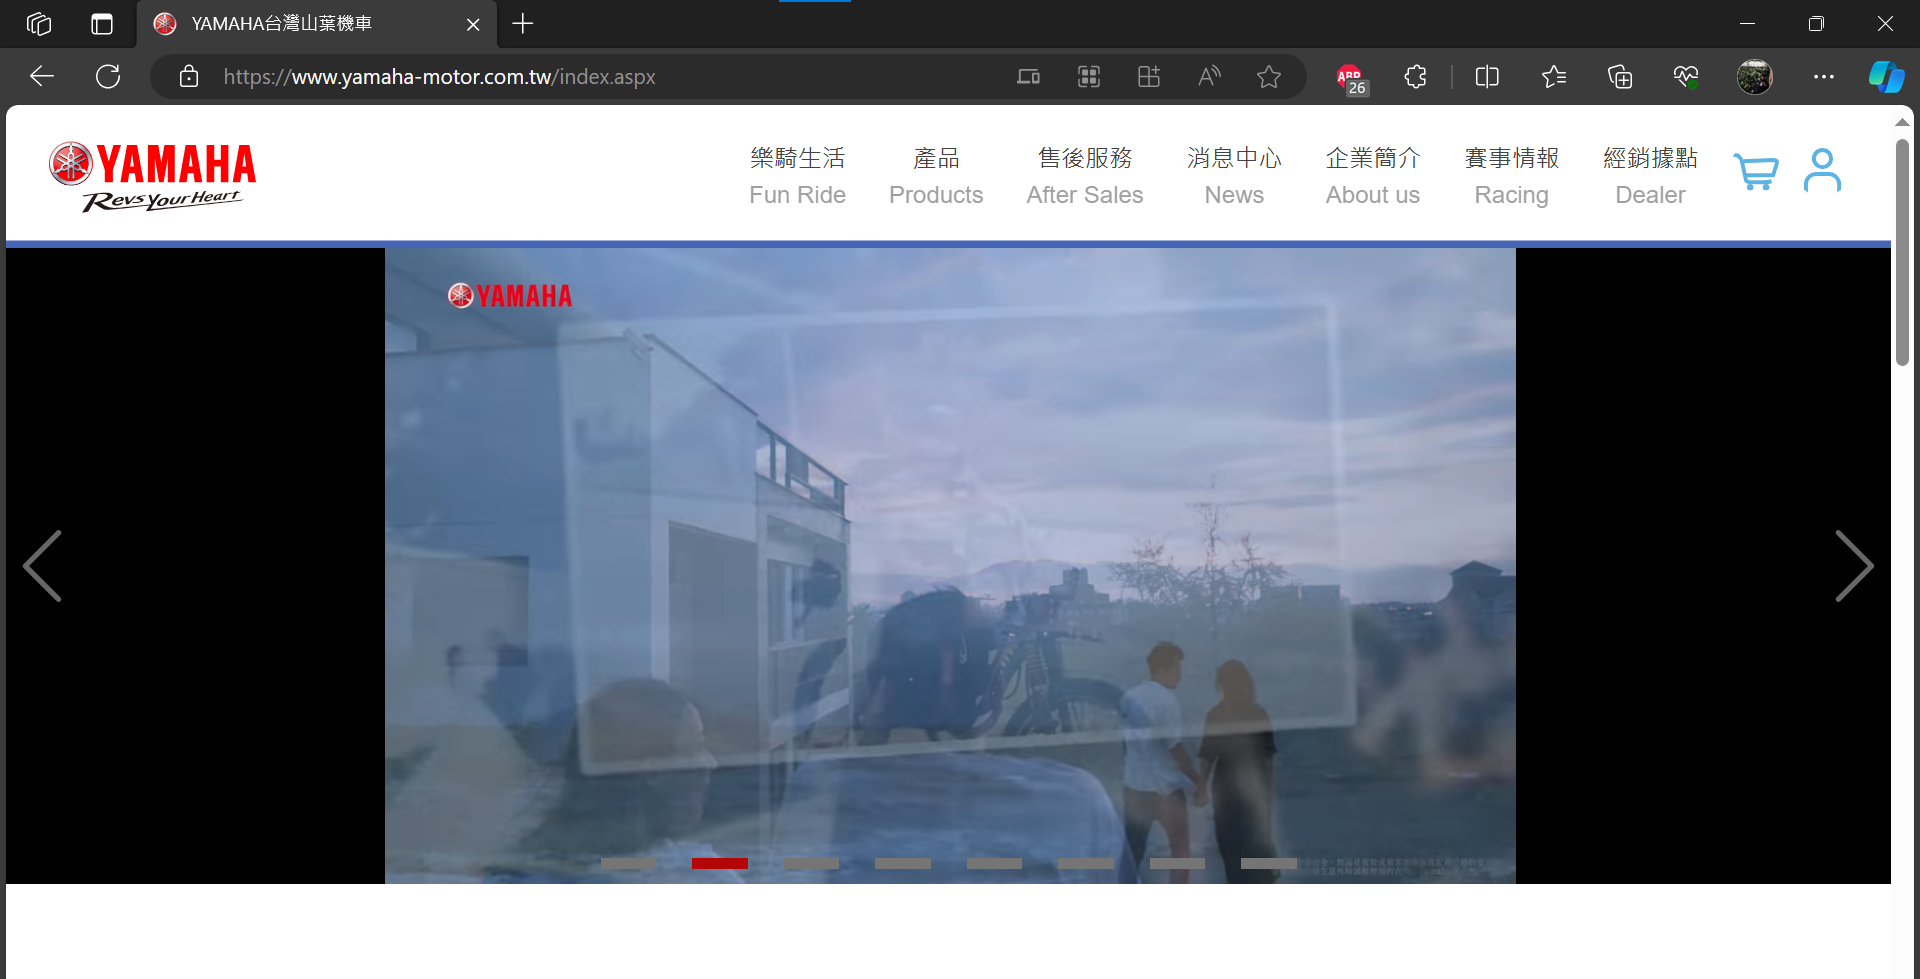 YAMAHA台灣山葉機車
https://www.yamaha-motor.com.tw/index.aspx
ABP
26
YAMAHA
Revs Your Heart
樂騎生活
Fun Ride
產品
Products
售後服務
After Sales
消息中心
News
企業簡介
About us
賽事情報
Racing
經銷據點
Dealer
YAMAHA